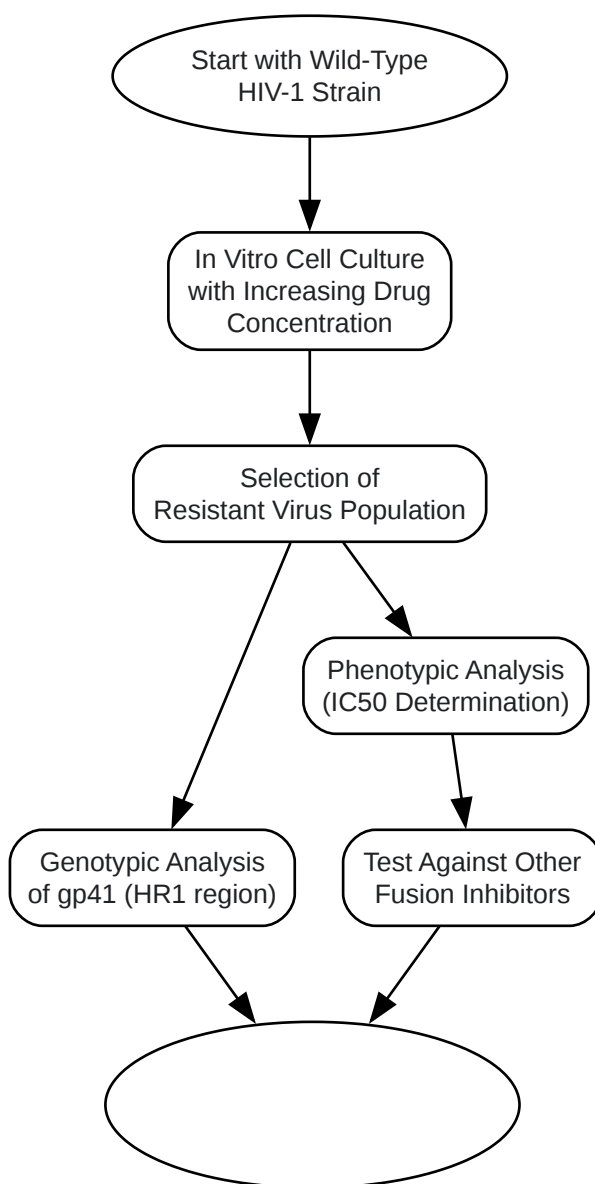 Start with Wild-Type
HIV-1 Strain
In Vitro Cell Culture
with Increasing Drug
Concentration
Selection of
Resistant Virus Population
Phenotypic Analysis
(IC50 Determination)
Genotypic Analysis
of gp41 (HR1 region)
Test Against Other
Fusion Inhibitors